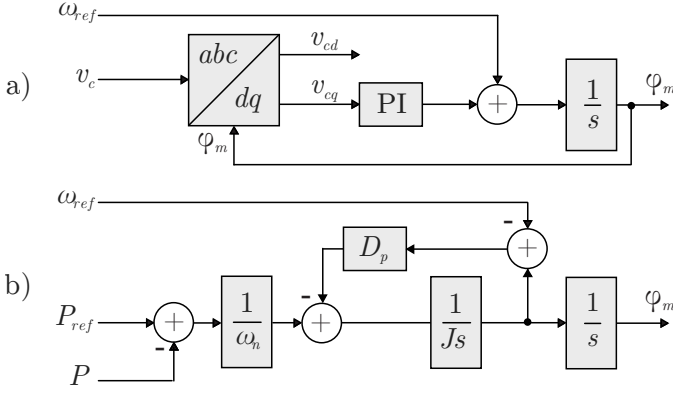 ω_ref
a)
v_c
abc
dq
v_cd
v_cq
PI
+
1
s
φ_m
φ_m
ω_ref
b)
-
+
D_p
-
P_ref
+
-
1
ω_n
+
1
Js
1
s
φ_m
P